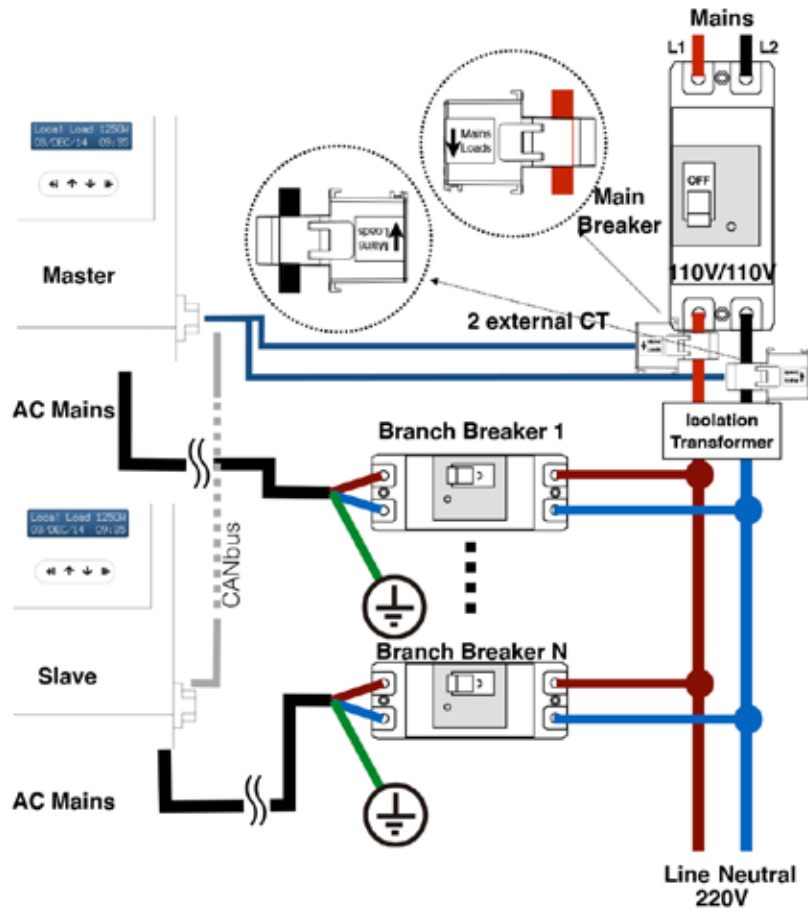 Mains
L1
L2
Local Load 1250W
09/DEC/14 09:35
Mains
Loads
OFF
Main
Breaker
Mains
Loads
Master
110V/110V
2 external CT
AC Mains
Isolation
Transformer
Branch Breaker 1
Local Load 1250W
09/DEC/14 09:35
CANbus
Branch Breaker N
Slave
AC Mains
Line Neutral
220V